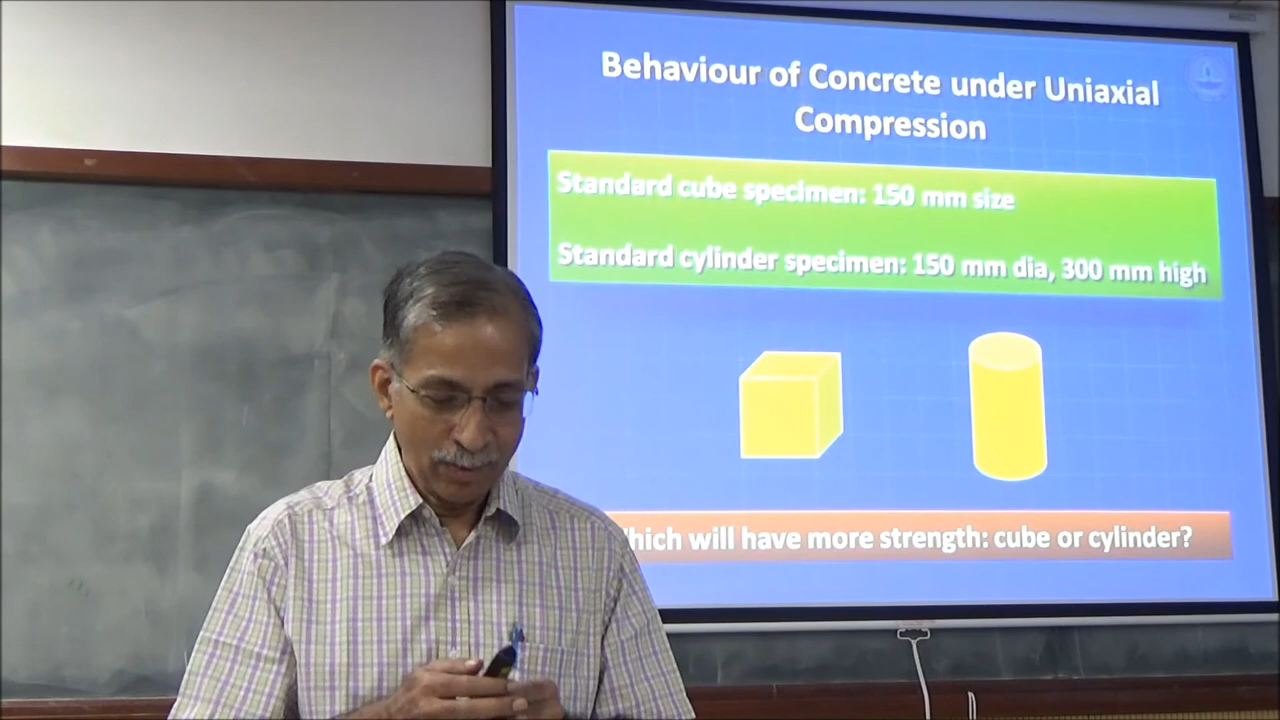 Behaviour of Concrete under Uniaxial
Compression
Standard cube specimen: 150 mm size
Standard cylinder specimen: 150 mm dia, 300 mm high
will have more strength: cube or cylinder?